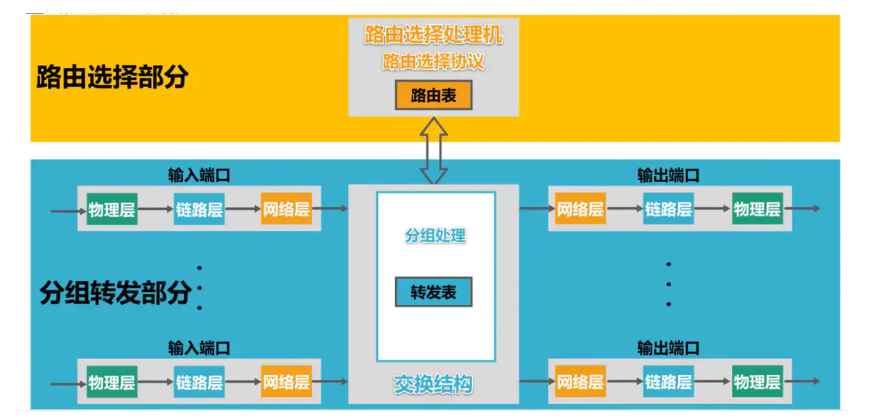 路由选择处理机
路由选择协议
路由选择部分
路由表
输入端口
输出端口
物理层 链路层 网络层
网络层 链路层 物理层
分组处理
分组转发部分
转发表
输入端口
输出端口
物理层 链路层 网络层
交换结构
网络层 链路层 物理层